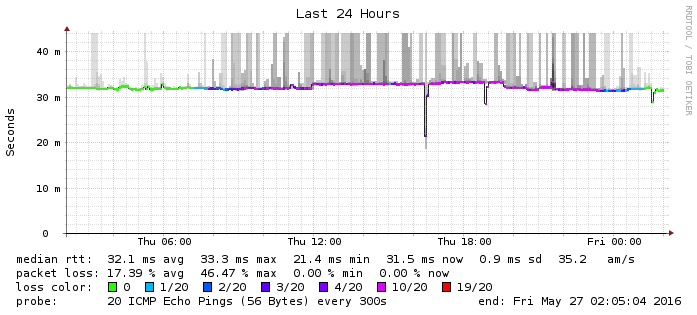 Last 24 Hours
RRDTOOL / TOBI OETIKER
Seconds
40 m
30 m
20 m
10 m
0
Thu 06:00 Thu 12:00 Thu 18:00 Fri 00:00
median rtt: 32.1 ms avg 33.3 ms max 21.4 ms min 31.5 ms now 0.9 ms sd 35.2 am/s
packet loss: 17.39 % avg 46.47 % max 0.00 % min 0.00 % now
loss color: 0 1/20 2/20 3/20 4/20 10/20 19/20
probe: 20 ICMP Echo Pings (56 Bytes) every 300s end: Fri May 27 02:05:04 2016